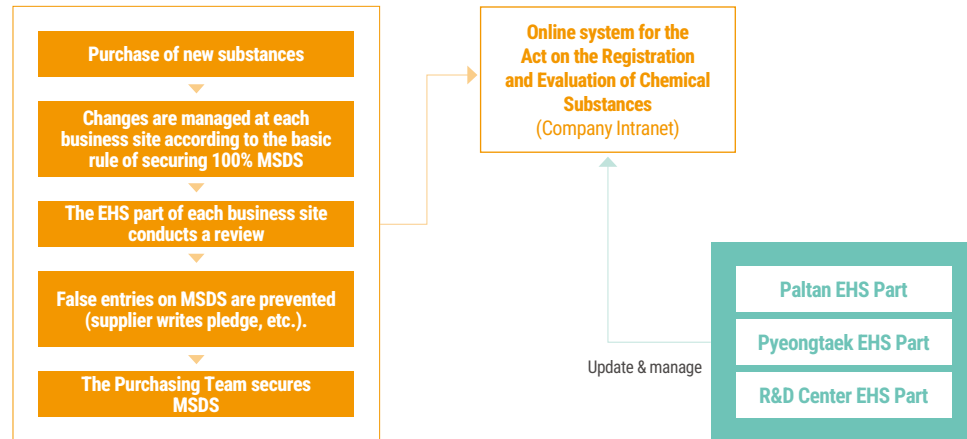 Purchase of new substances
Changes are managed at each
business site according to the basic
rule of securing 100% MSDS
The EHS part of each business site
conducts a review
False entries on MSDS are prevented
(supplier writes pledge, etc.).
The Purchasing Team secures
MSDS
Online system for the
Act on the Registration
and Evaluation of Chemical
Substances
(Company Intranet)
Update & manage
Paltan EHS Part
Pyeongtaek EHS Part
R&D Center EHS Part